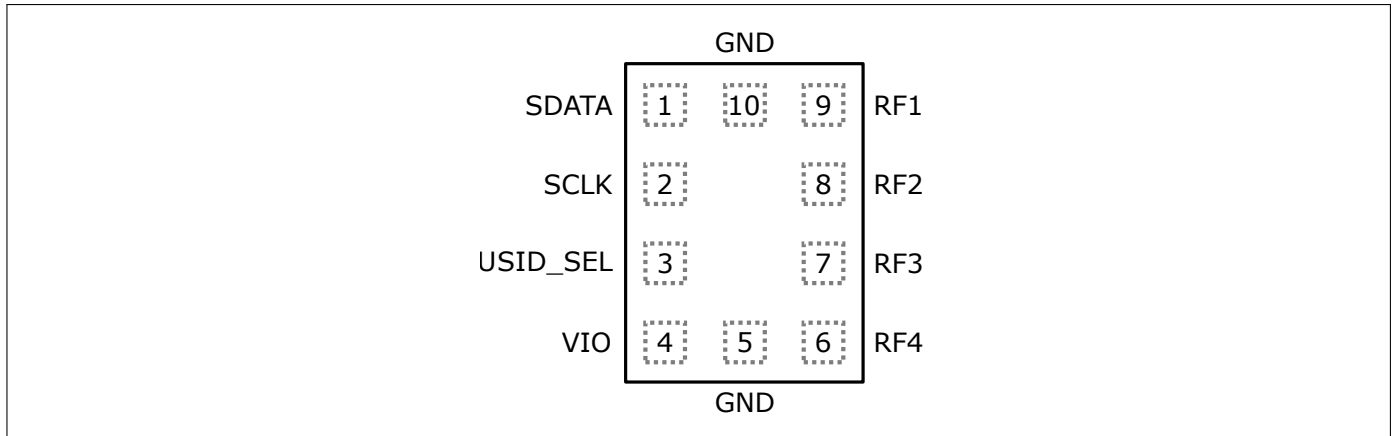 GND
SDATA 1 10 9 RF1
SCLK 2 8 RF2
USID_SEL 3 7 RF3
VIO 4 5 6 RF4
GND